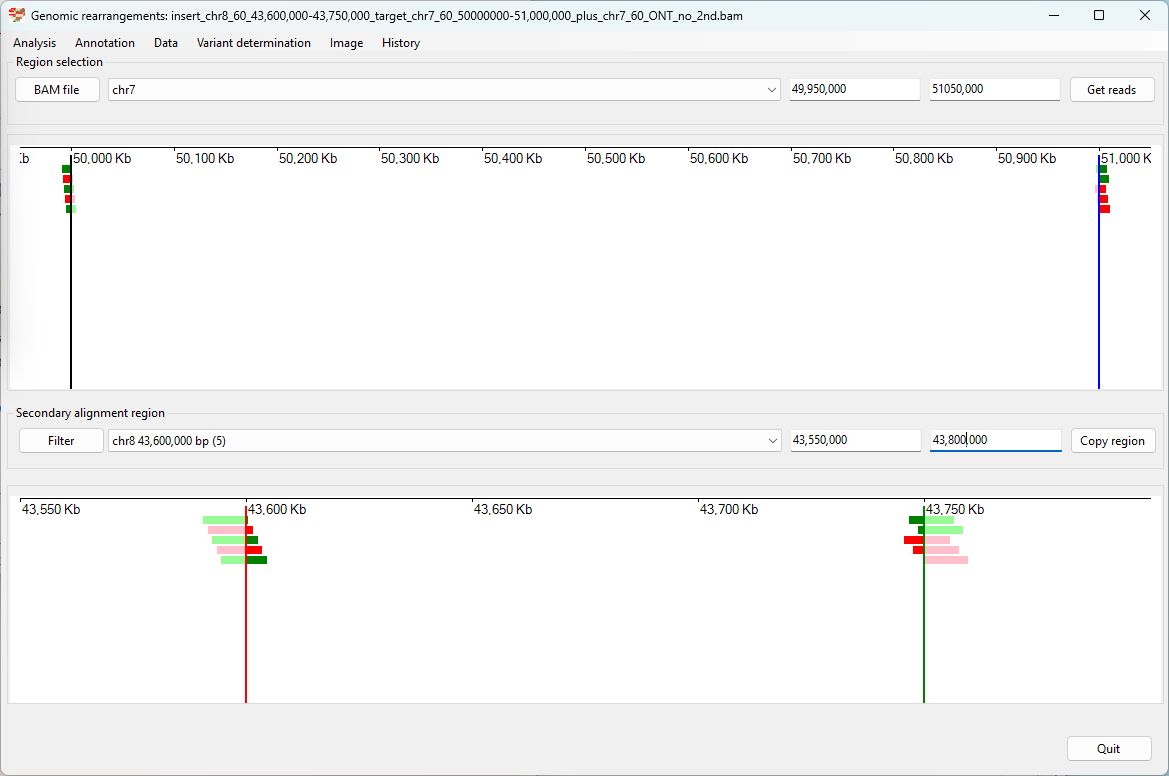 Genomic rearrangements: insert_chr8_60_43,600,000-43,750,000_target_chr7_60_50000000-51,000,000_plus_chr7_60_ONT_no_2nd.bam
Analysis Annotation Data Variant determination Image History
Region selection
BAM file chr7 49,950,000 51050,000 Get reads
b 50,000 Kb 50,100 Kb 50,200 Kb 50,300 Kb 50,400 Kb 50,500 Kb 50,600 Kb 50,700 Kb 50,800 Kb 50,900 Kb 51,000 K
Secondary alignment region
Filter chr8 43,600,000 bp (5) 43,550,000 43,800,000 Copy region
43,550 Kb 43,600 Kb 43,650 Kb 43,700 Kb 43,750 Kb
Quit